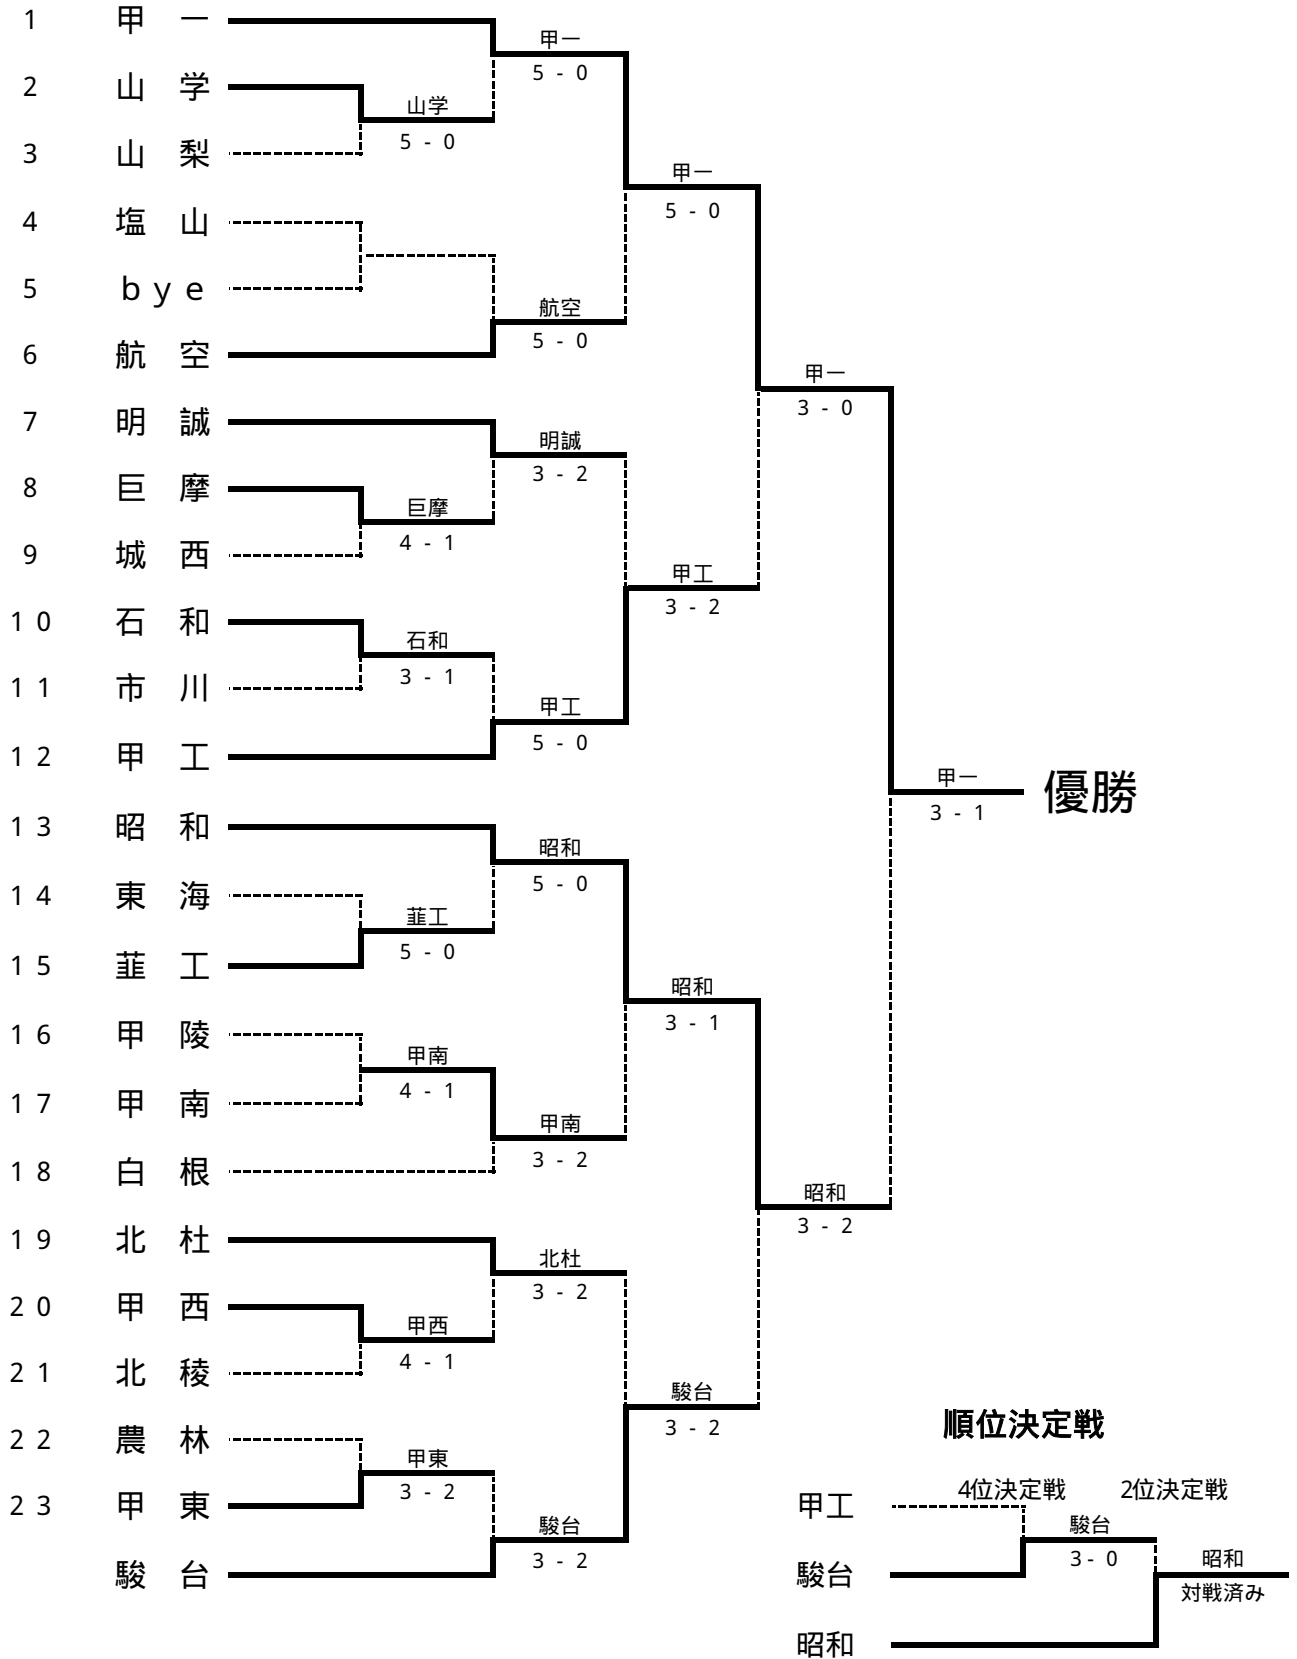 1 甲 一
甲一
5 - 0
2 山 学
山学
5 - 0
3 山 梨
甲一
5 - 0
4 塩 山
5 bye
航空
5 - 0
6 航 空
甲一
3 - 0
7 明 誠
明誠
3 - 2
8 巨 摩
巨摩
4 - 1
9 城 西
甲工
3 - 2
10 石 和
石和
3 - 1
11 市 川
甲工
5 - 0
12 甲 工
甲一
3 - 1
優勝
13 昭 和
昭和
5 - 0
14 東 海
韮工
5 - 0
15 韮 工
昭和
3 - 1
16 甲 陵
甲南
4 - 1
17 甲 南
甲南
3 - 2
18 白 根
昭和
3 - 2
19 北 杜
北杜
3 - 2
20 甲 西
甲西
4 - 1
21 北 稜
駿台
3 - 2
22 農 林
甲東
3 - 2
23 甲 東
駿台
3 - 2
駿 台
順位決定戦
4位決定戦 2位決定戦
甲工
駿台
3 - 0
駿台
昭和
対戦済み
昭和